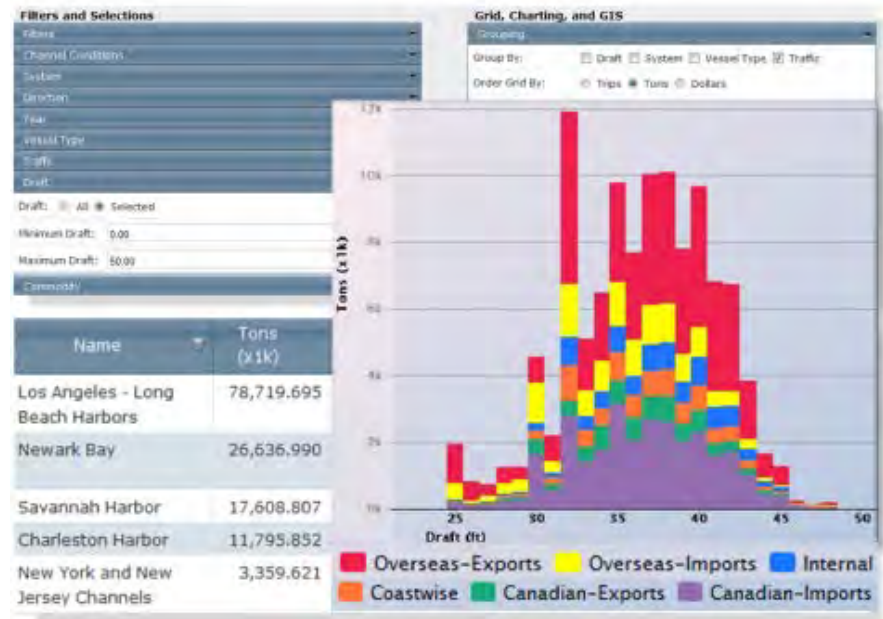 Filters and Selections
Filters
Channel Conditions
System
Direction
Year
Vessel Type
Traffic
Draft
Draft: All Selected
Minimum Draft: 0.00
Maximum Draft: 50.00
Commodity
Grid, Charting, and GIS
Grouping
Group By: Draft System Vessel Type Traffic
Order Grid By: Trips Tons Dollars
Name Tons
(x1k)
Los Angeles - Long
Beach Harbors
78,719.695
Newark Bay 26,636.990
Savannah Harbor 17,608.807
Charleston Harbor 11,795.852
New York and New
Jersey Channels
3,359.621
Tons (x1k)
12k
10k
8k
6k
4k
2k
0k
25 30 35 40 45 50
Draft (ft)
Overseas-Exports Overseas-Imports Internal
Coastwise Canadian-Exports Canadian-Imports